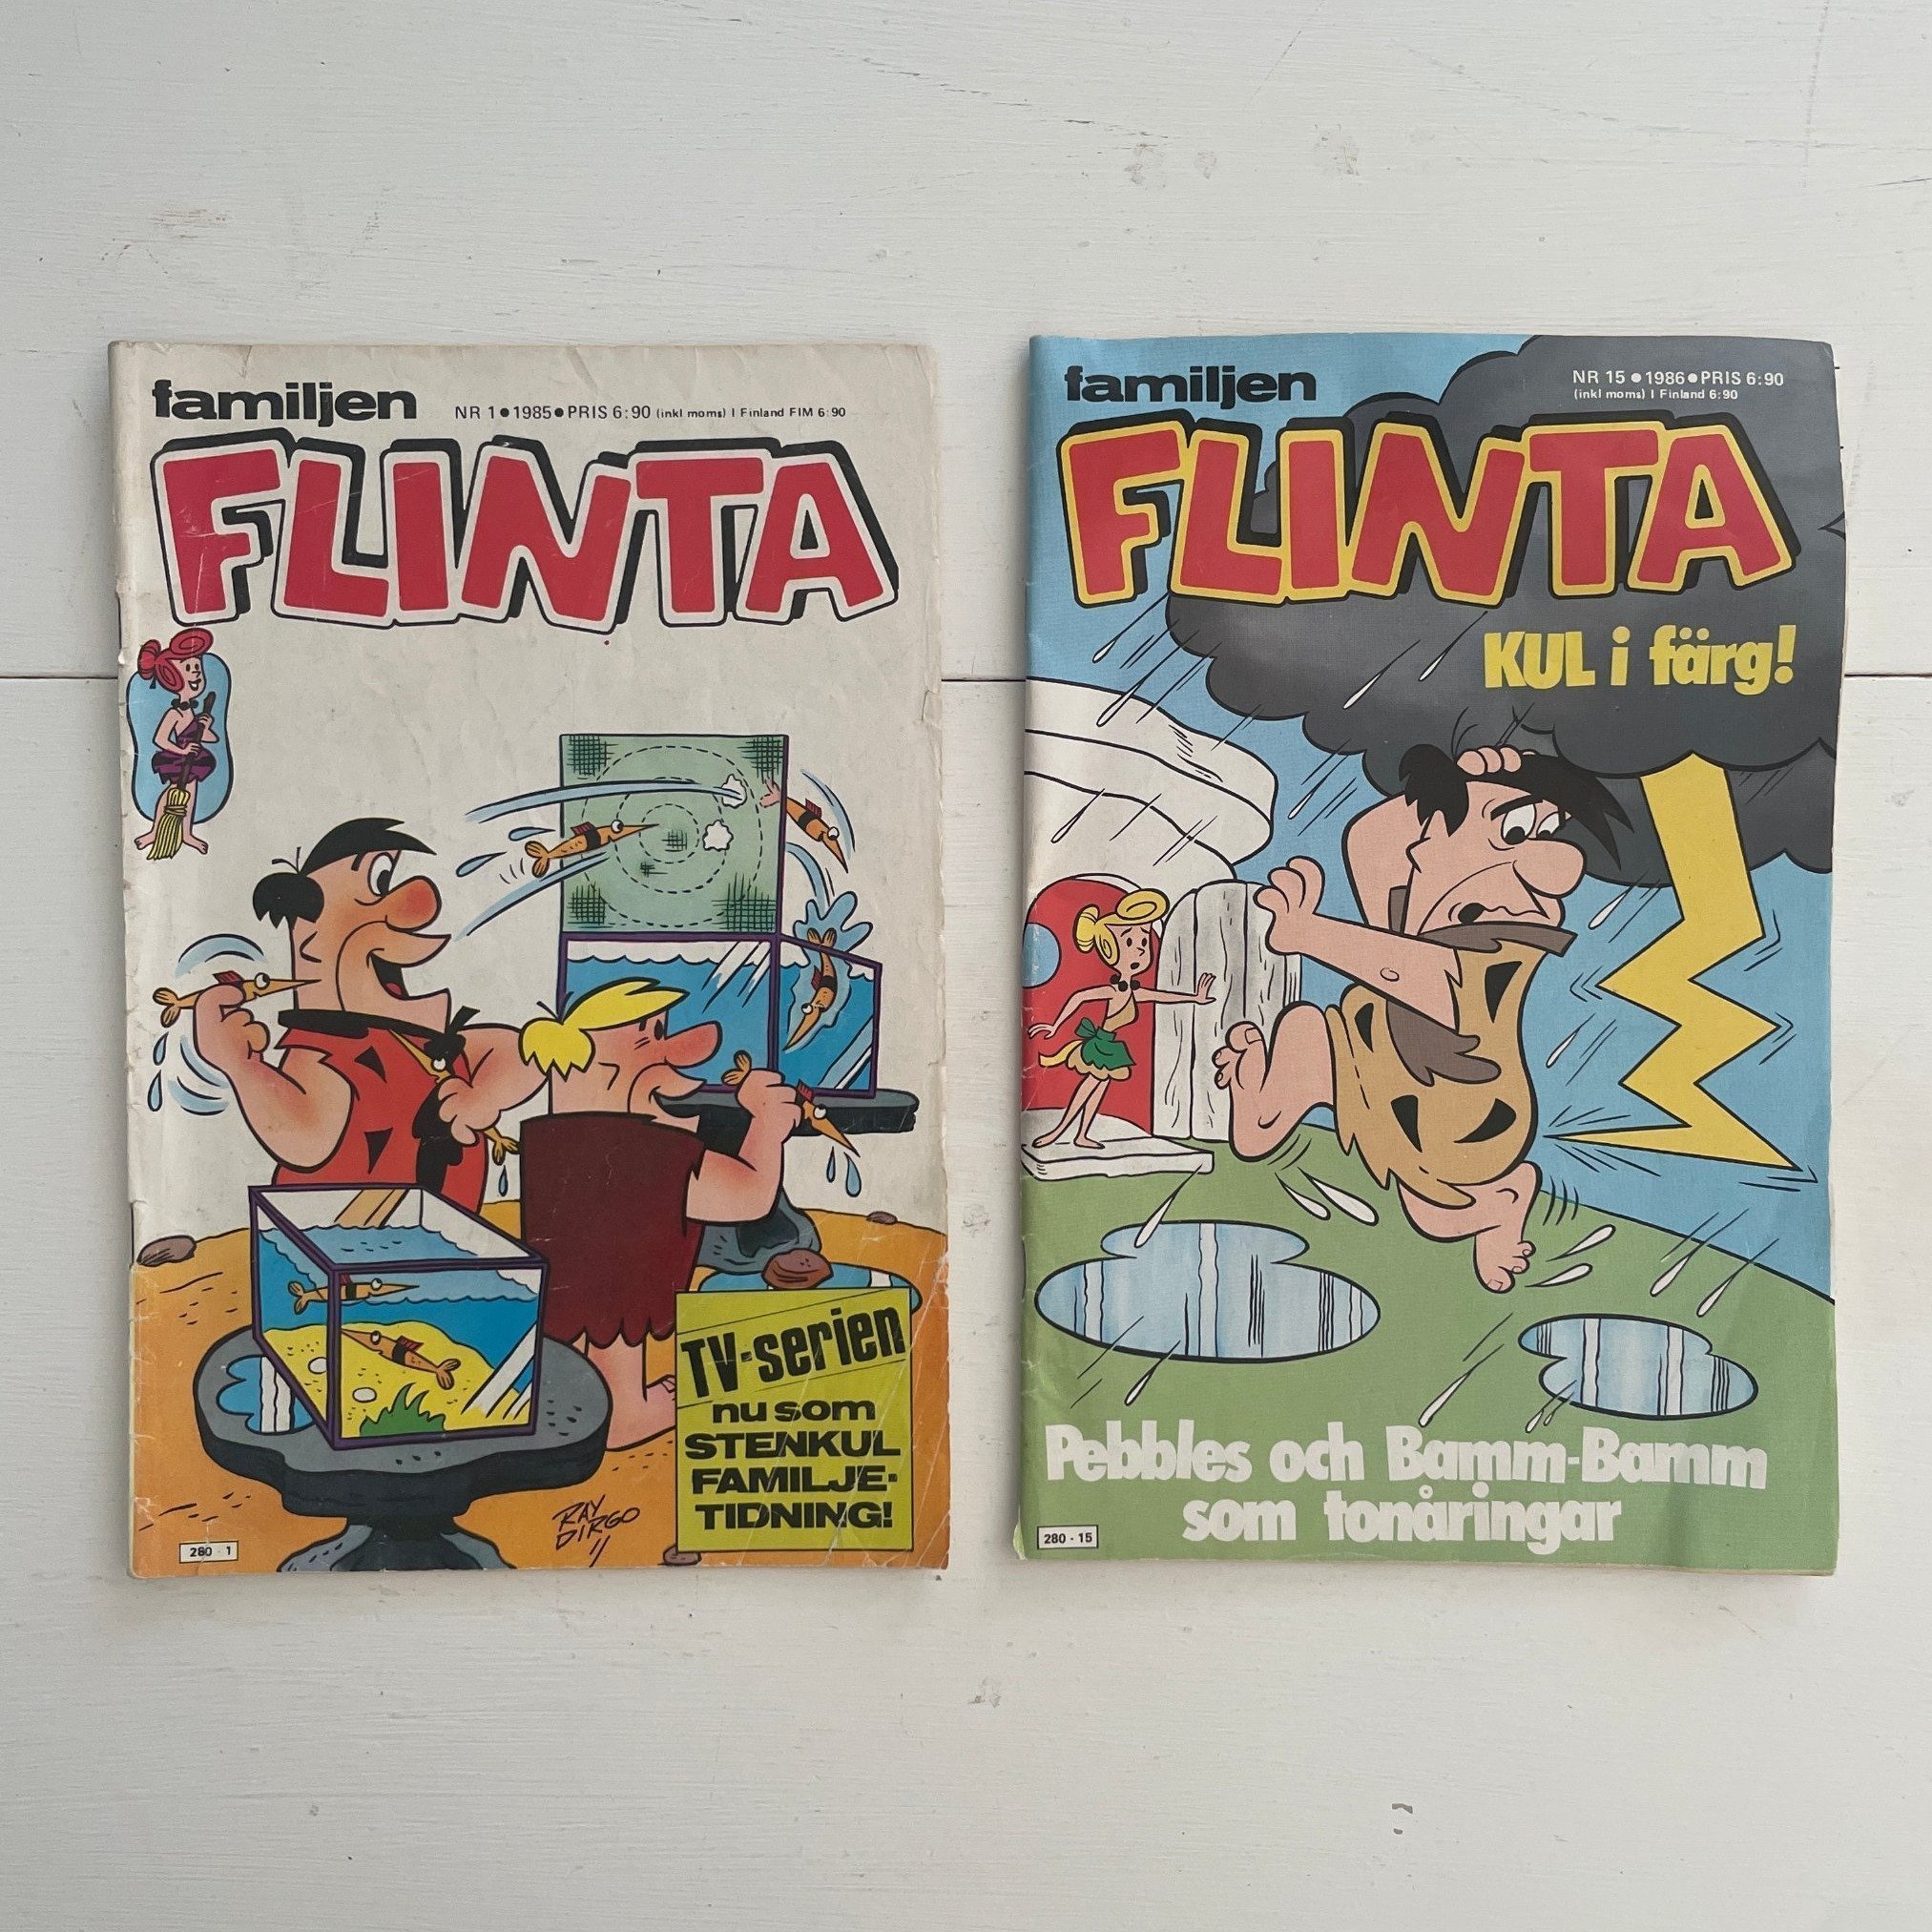 familjen
NR 1 • 1985 • PRIS 6:90 (inkl moms) I Finland FIM 6:90
FLINTA
TV-serien
nu som
STENKUL
FAMILJE-
TIDNING!
RAY
DIRGO
280 - 1
familjen
NR 15 • 1986 • PRIS 6:90
(inkl moms) I Finland 6:90
FLINTA
KUL i färg!
Pebbles och Bamm-Bamm
som tonåringar
280 - 15